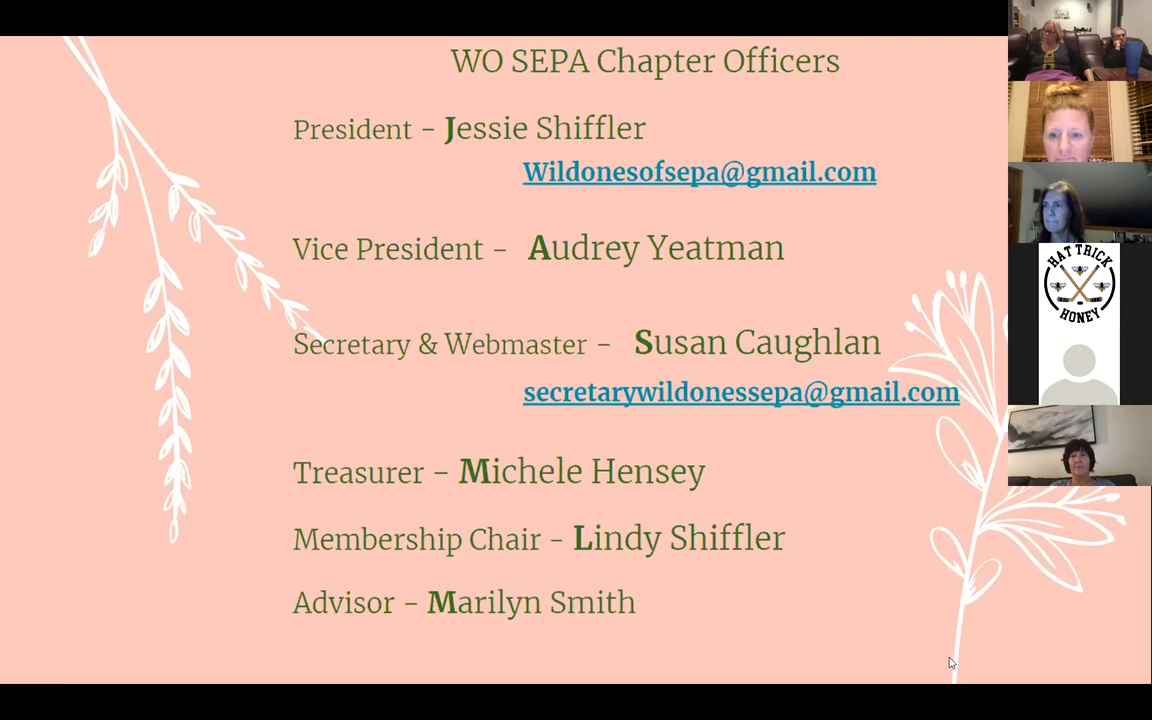 WO SEPA Chapter Officers
President - Jessie Shiffler
Wildonesofsepa@gmail.com
Vice President - Audrey Yeatman
Secretary & Webmaster - Susan Caughlan
secretarywildonessepa@gmail.com
Treasurer - Michele Hensey
Membership Chair - Lindy Shiffler
Advisor - Marilyn Smith
HAT TRICK
HONEY